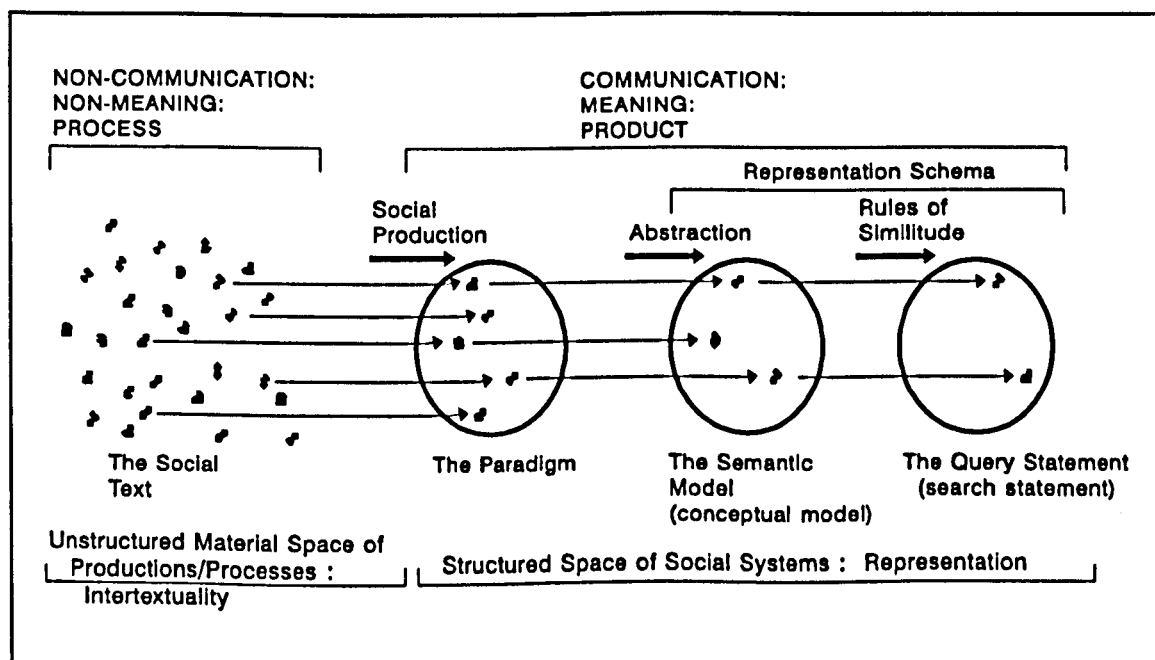 NON-COMMUNICATION:
NON-MEANING:
PROCESS
COMMUNICATION:
MEANING:
PRODUCT
Representation Schema
Social
Production
Abstraction
Rules of
Similitude
The Social
Text
The Paradigm
The Semantic
Model
(conceptual model)
The Query Statement
(search statement)
Unstructured Material Space of
Productions/Processes :
Intertextuality
Structured Space of Social Systems : Representation